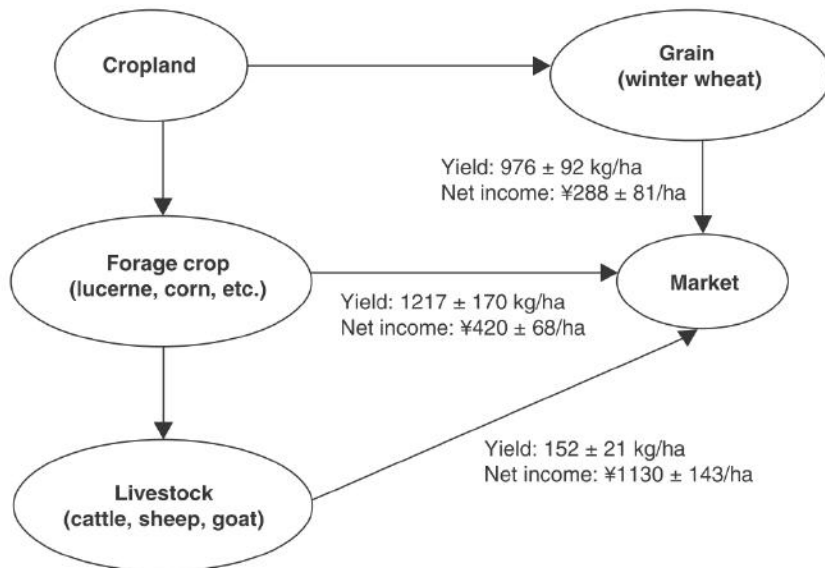 Cropland
Grain
(winter wheat)
Yield: 976 ± 92 kg/ha
Net income: ¥288 ± 81/ha
Forage crop
(lucerne, corn, etc.)
Market
Yield: 1217 ± 170 kg/ha
Net income: ¥420 ± 68/ha
Yield: 152 ± 21 kg/ha
Net income: ¥1130 ± 143/ha
Livestock
(cattle, sheep, goat)